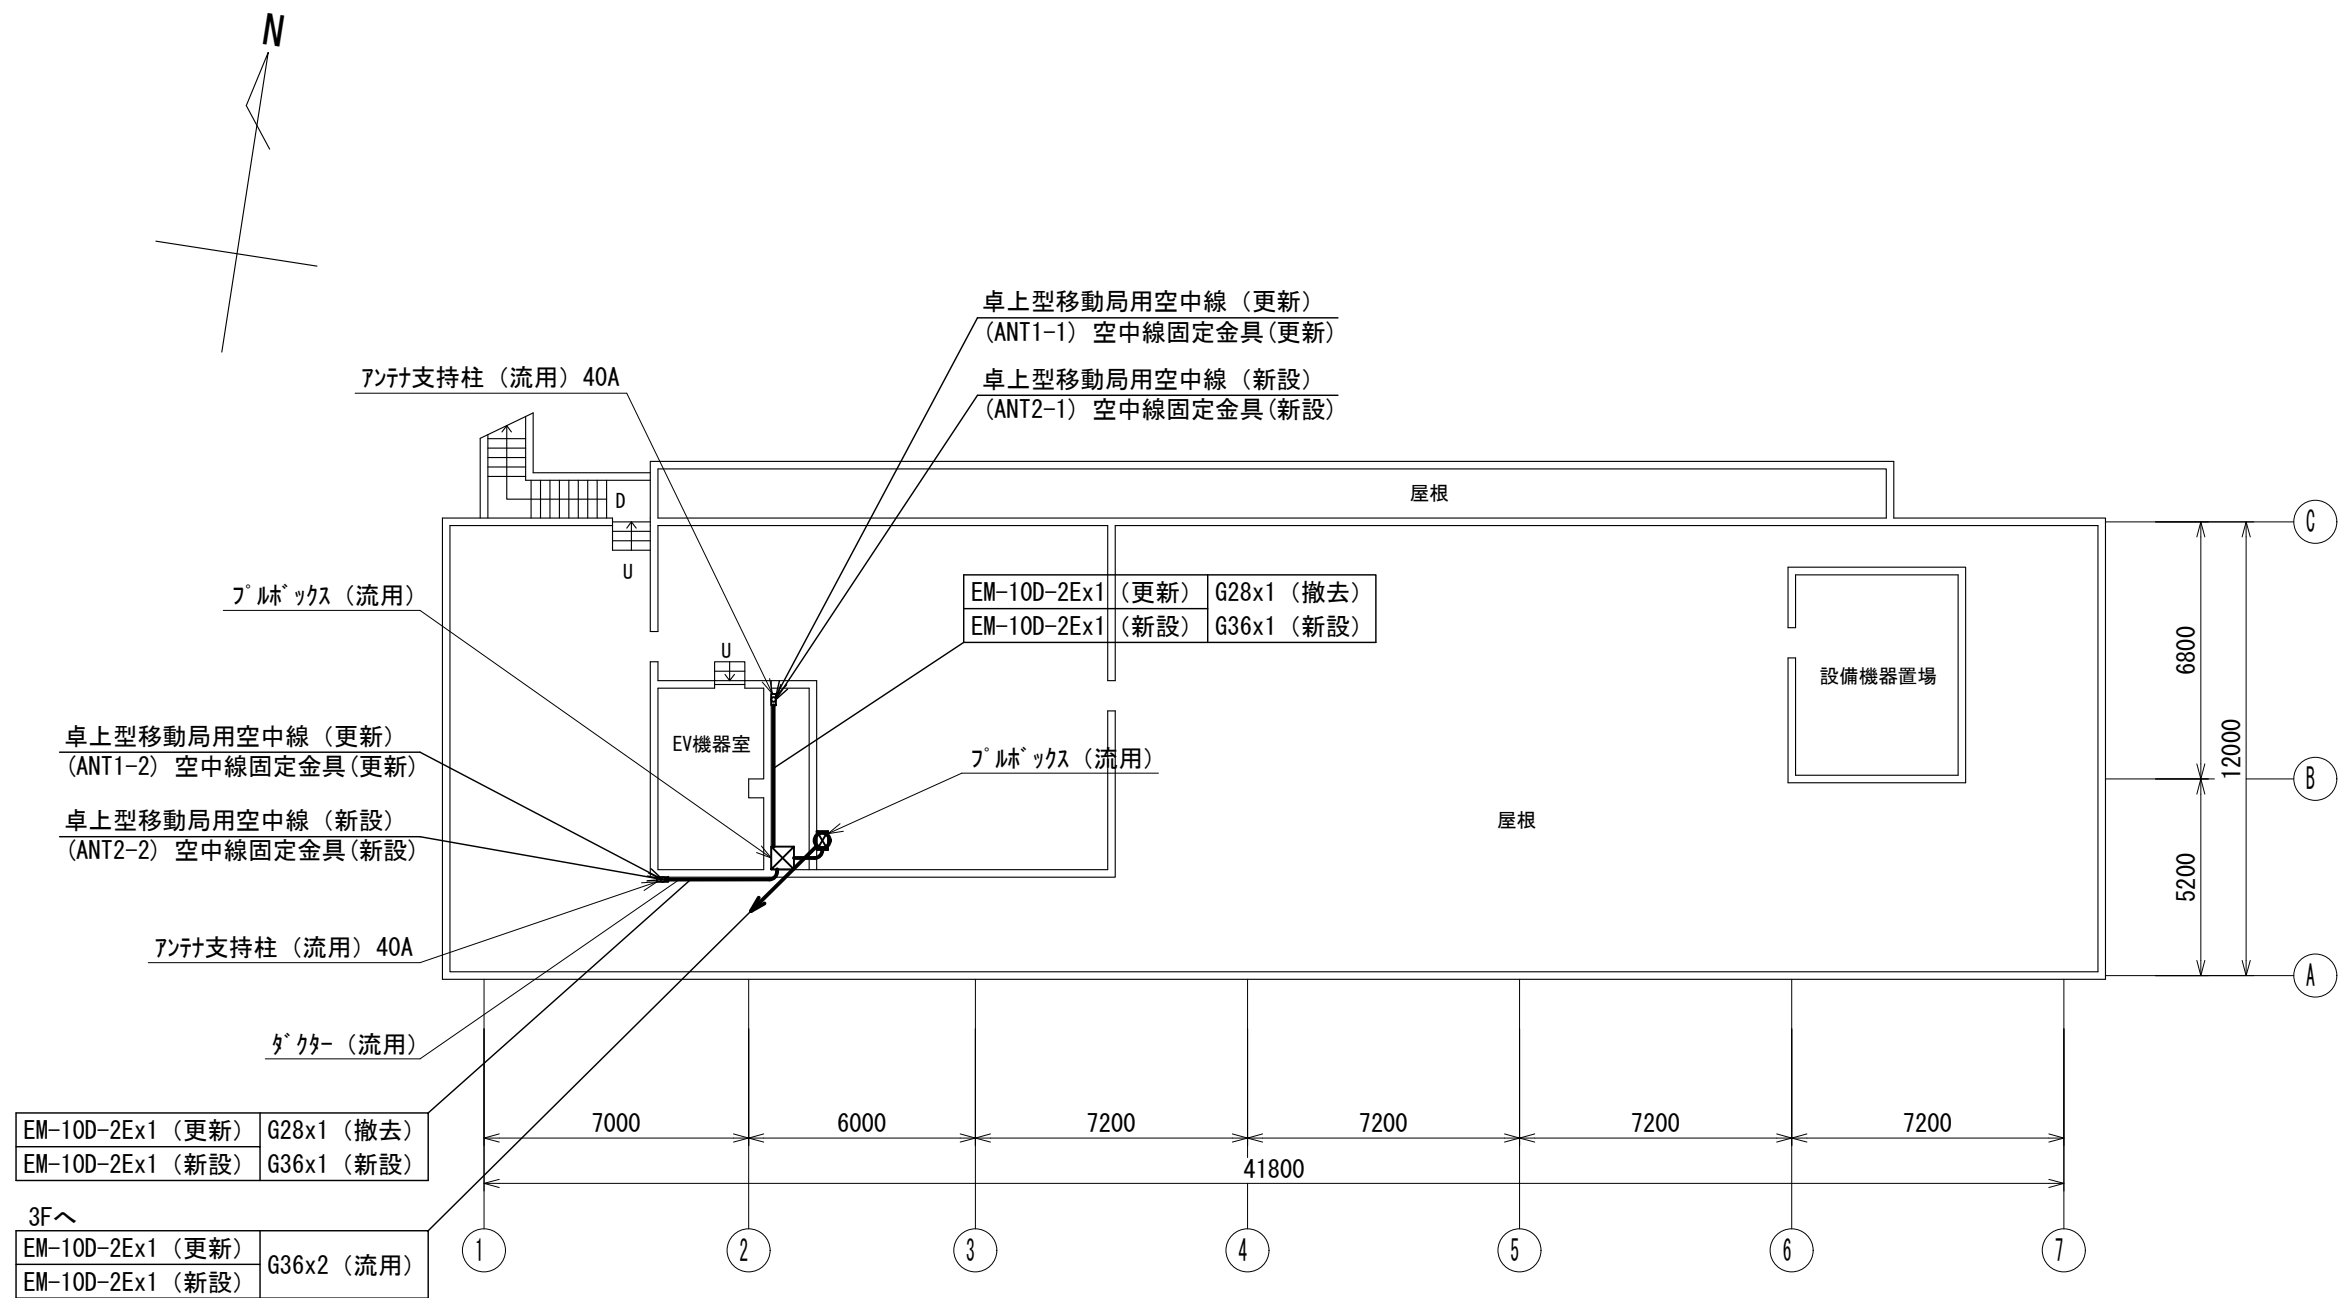 N
卓上型移動局用空中線（更新）
(ANT1-1) 空中線固定金具(更新)
アンテナ支持柱（流用）40A
卓上型移動局用空中線（新設）
(ANT2-1) 空中線固定金具(新設)
屋根
D
C
U
プルボックス（流用）
EM-10D-2Ex1（更新） G28x1（撤去）
EM-10D-2Ex1（新設） G36x1（新設）
6800
U
設備機器置場
卓上型移動局用空中線（更新）
(ANT1-2) 空中線固定金具(更新)
EV機器室
プルボックス（流用）
12000
B
卓上型移動局用空中線（新設）
(ANT2-2) 空中線固定金具(新設)
屋根
5200
アンテナ支持柱（流用）40A
A
ダクター（流用）
EM-10D-2Ex1（更新） G28x1（撤去）
EM-10D-2Ex1（新設） G36x1（新設）
7000 6000 7200 7200 7200 7200
41800
3Fへ
EM-10D-2Ex1（更新）
G36x2（流用）
EM-10D-2Ex1（新設）
1 2 3 4 5 6 7